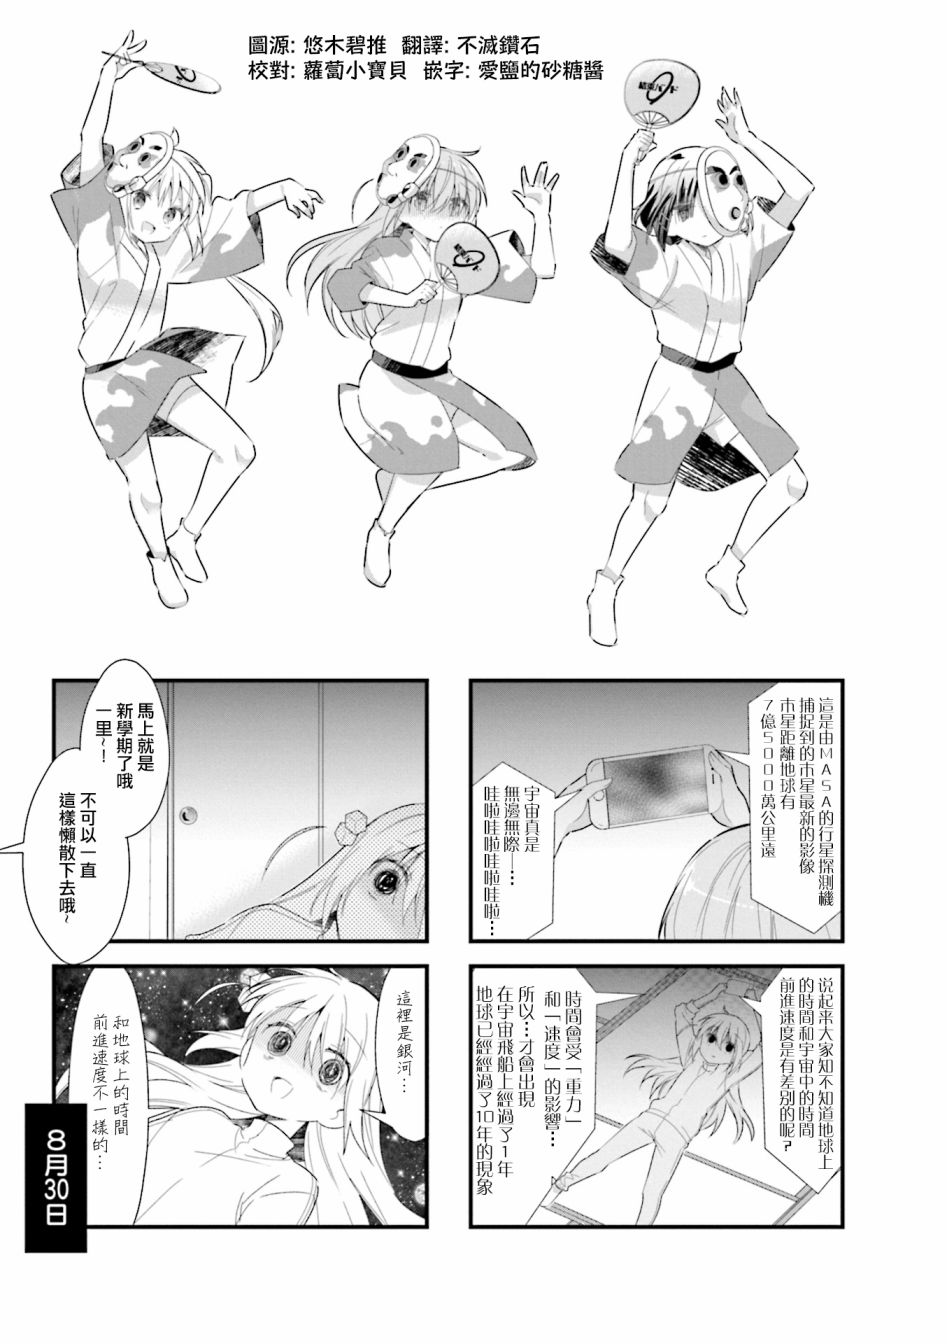 圖源: 悠木碧推 翻譯: 不滅鑽石
校對: 蘿蔔小寶貝 嵌字: 愛鹽的砂糖醬
結束バンド
這是由MASA的行星探測機
捕捉到的木星最新的影像
木星距離地球有
7億5000萬公里遠
宇宙真是
無邊無際——…
哇啦哇啦哇啦哇啦…
说起来大家知不知道地球上
的時間和宇宙中的時間
前進速度是有差别的呢？
時間會受「重力」
和「速度」的影響…
所以…才會出現
在宇宙飛船上經過了1年
地球已經經過了10年的現象
馬上就是
新學期了哦
一里~！
不可以一直
這樣懶散下去哦~
這裡是銀河…
和地球上的時間
前進速度不一樣的…
8月30日